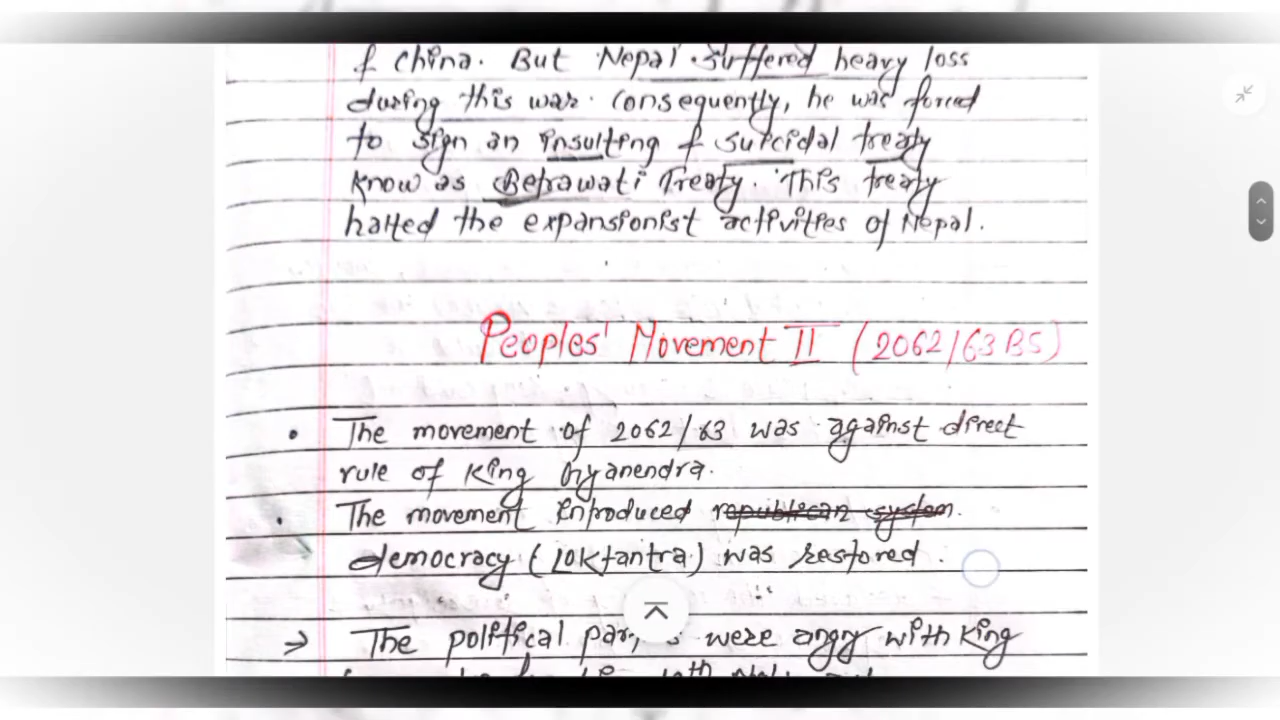 & China. But Nepal suffered heavy loss
during this war. Consequently, he was forced
to sign an insulting & suicidal treaty
know as Betrawati Treaty. This treaty
halted the expansionist activities of Nepal.
Peoples' Movement II (2062/63 BS)
• The movement of 2062/63 was against direct
rule of King Gyanendra.
• The movement introduced republican system.
democracy (loktantra) was restored.
→ The political were angry with King